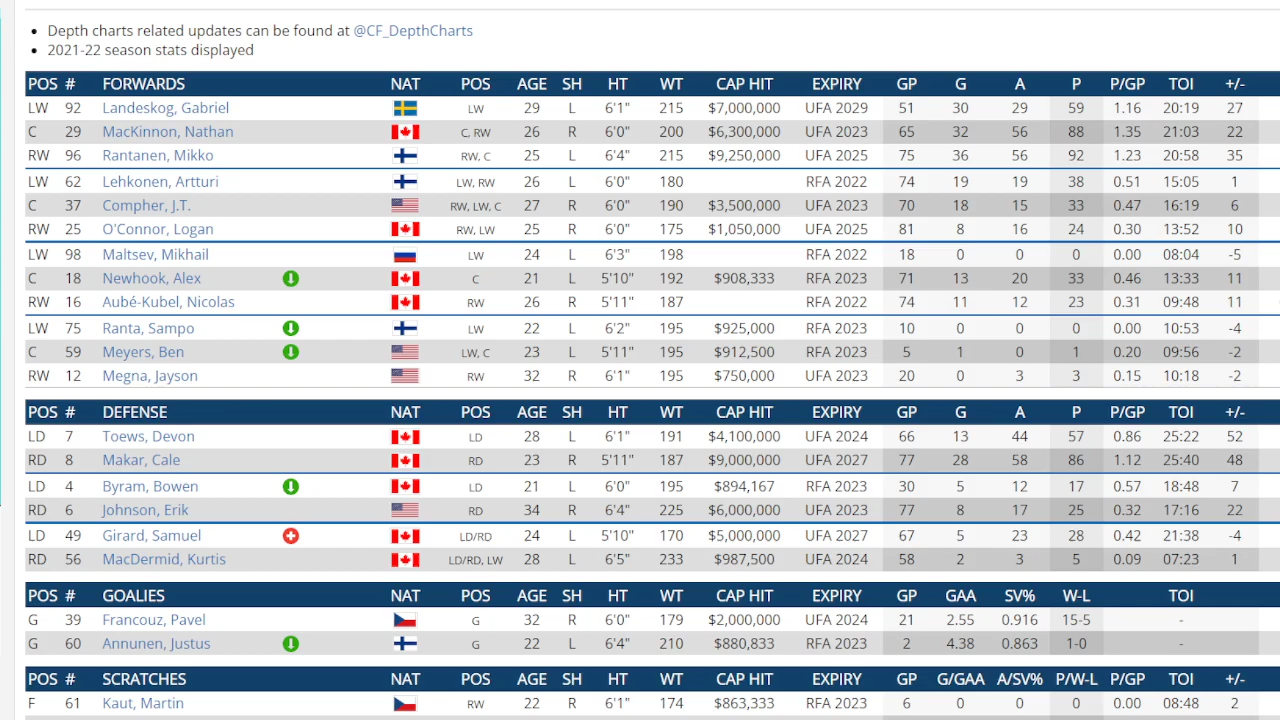 Depth charts related updates can be found at @CF_DepthCharts
2021-22 season stats displayed
POS # FORWARDS NAT POS AGE SH HT WT CAP HIT EXPIRY GP G A P P/GP TOI +/-
LW 92 Landeskog, Gabriel LW 29 L 6'1" 215 $7,000,000 UFA 2029 51 30 29 59 1.16 20:19 27
C 29 MacKinnon, Nathan C, RW 26 R 6'0" 200 $6,300,000 UFA 2023 65 32 56 88 1.35 21:03 22
RW 96 Rantanen, Mikko RW, C 25 L 6'4" 215 $9,250,000 UFA 2025 75 36 56 92 1.23 20:58 35
LW 62 Lehkonen, Artturi LW, RW 26 L 6'0" 180 RFA 2022 74 19 19 38 0.51 15:05 1
C 37 Compher, J.T. RW, LW, C 27 R 6'0" 190 $3,500,000 UFA 2023 70 18 15 33 0.47 16:19 6
RW 25 O'Connor, Logan RW, LW 25 R 6'0" 175 $1,050,000 UFA 2025 81 8 16 24 0.30 13:52 10
LW 98 Maltsev, Mikhail LW 24 L 6'3" 198 RFA 2022 18 0 0 0 0.00 08:04 -5
C 18 Newhook, Alex C 21 L 5'10" 192 $908,333 RFA 2023 71 13 20 33 0.46 13:33 11
RW 16 Aubé-Kubel, Nicolas RW 26 R 5'11" 187 RFA 2022 74 11 12 23 0.31 09:48 11
LW 75 Ranta, Sampo LW 22 L 6'2" 195 $925,000 RFA 2023 10 0 0 0 0.00 10:53 -4
C 59 Meyers, Ben LW, C 23 L 5'11" 195 $912,500 RFA 2023 5 1 0 1 0.20 09:56 -2
RW 12 Megna, Jayson RW 32 R 6'1" 195 $750,000 UFA 2023 20 0 3 3 0.15 10:18 -2
POS # DEFENSE NAT POS AGE SH HT WT CAP HIT EXPIRY GP G A P P/GP TOI +/-
LD 7 Toews, Devon LD 28 L 6'1" 191 $4,100,000 UFA 2024 66 13 44 57 0.86 25:22 52
RD 8 Makar, Cale RD 23 R 5'11" 187 $9,000,000 UFA 2027 77 28 58 86 1.12 25:40 48
LD 4 Byram, Bowen LD 21 L 6'0" 195 $894,167 RFA 2023 30 5 12 17 0.57 18:48 7
RD 6 Johnson, Erik RD 34 R 6'4" 225 $6,000,000 UFA 2023 77 8 17 25 0.32 17:16 22
LD 49 Girard, Samuel LD/RD 24 L 5'10" 170 $5,000,000 UFA 2027 67 5 23 28 0.42 21:38 -4
RD 56 MacDermid, Kurtis LD/RD, LW 28 L 6'5" 233 $987,500 UFA 2024 58 2 3 5 0.09 07:23 1
POS # GOALIES NAT POS AGE SH HT WT CAP HIT EXPIRY GP GAA SV% W-L TOI
G 39 Francouz, Pavel G 32 R 6'0" 179 $2,000,000 UFA 2024 21 2.55 0.916 15-5 -
G 60 Annunen, Justus G 22 L 6'4" 210 $880,833 RFA 2023 2 4.38 0.863 1-0 -
POS # SCRATCHES NAT POS AGE SH HT WT CAP HIT EXPIRY GP G/GAA A/SV% P/W-L P/GP TOI +/-
F 61 Kaut, Martin RW 22 R 6'1" 174 $863,333 RFA 2023 6 0 0 0 0.00 08:48 2